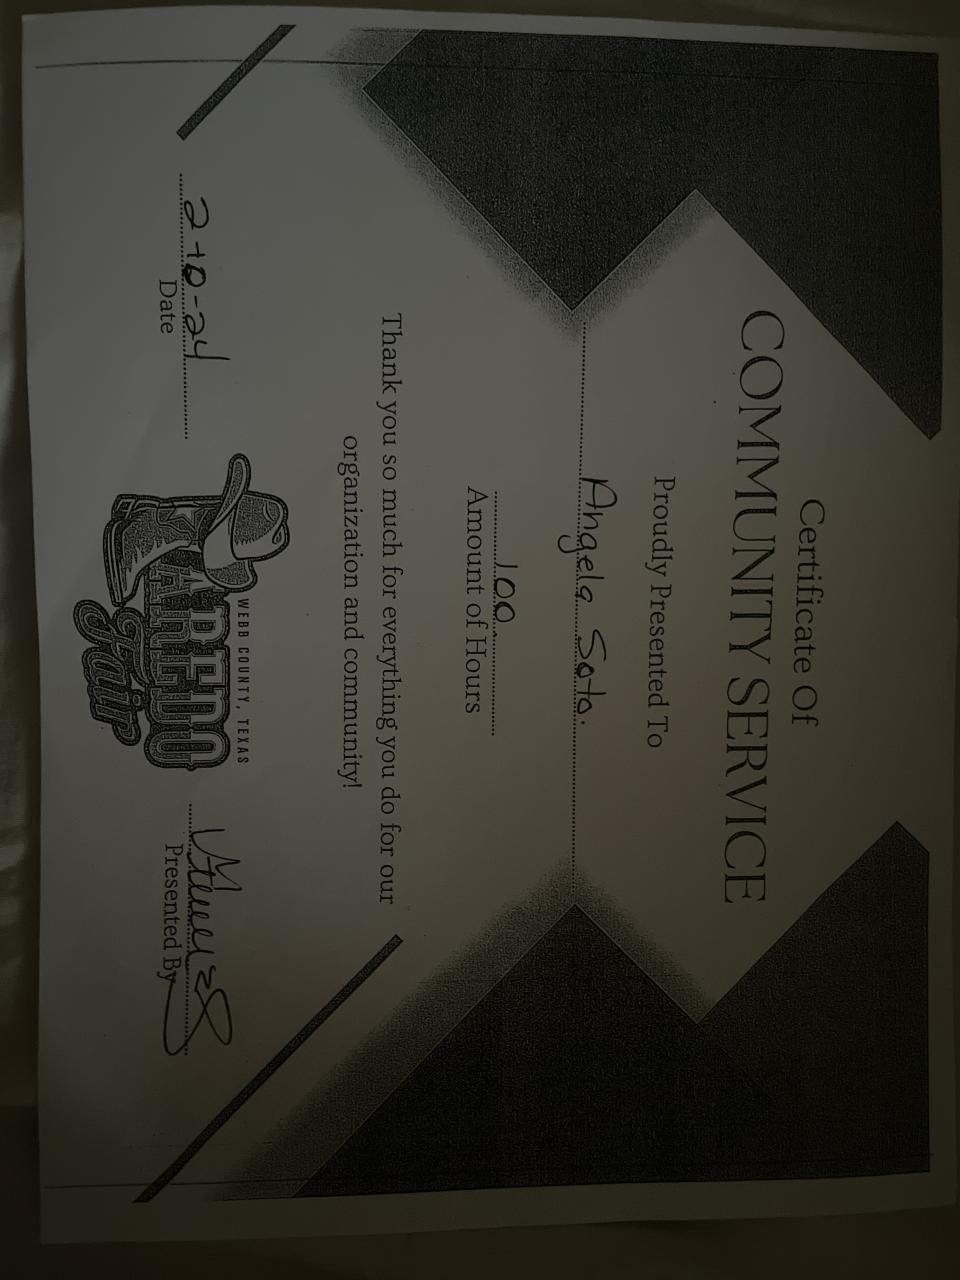 Certificate Of
COMMUNITY SERVICE
Proudly Presented To
Angela Soto.
100
Amount of Hours
Thank you so much for everything you do for our
organization and community!
2-10-24
Date
WEBB COUNTY, TEXAS
LAREDO
Fair
Presented By